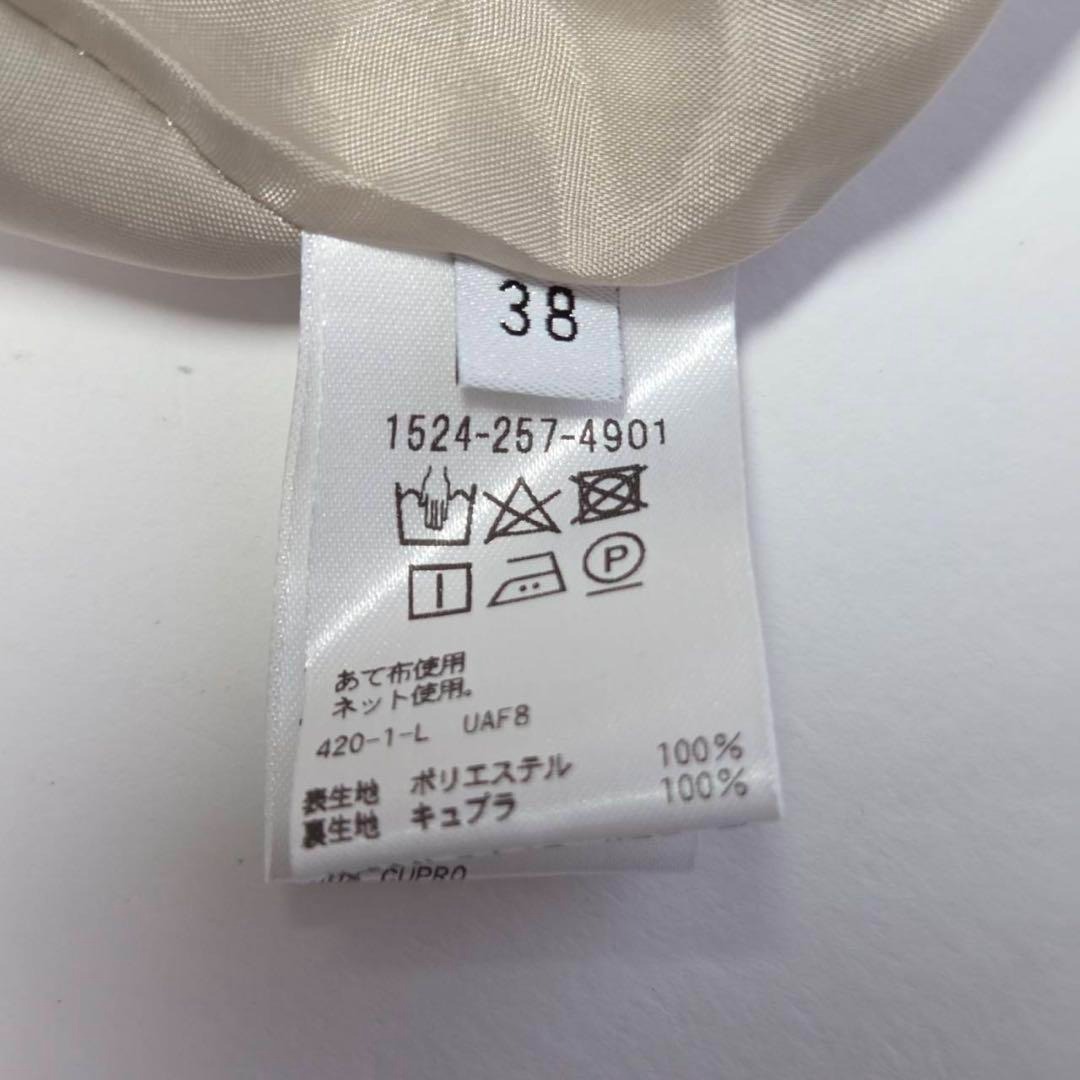 38
1524-257-4901
P
あて布使用
ネット使用。
420-1-L UAF8
表生地 ポリエステル 100%
裏生地 キュプラ 100%
CUPRO